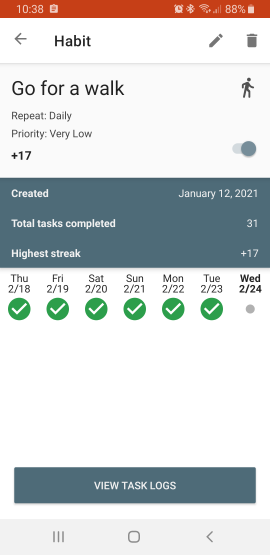 10:38 88%
Habit
Go for a walk
Repeat: Daily
Priority: Very Low
+17
Created January 12, 2021
Total tasks completed 31
Highest streak +17
Thu Fri Sat Sun Mon Tue Wed
2/18 2/19 2/20 2/21 2/22 2/23 2/24
VIEW TASK LOGS